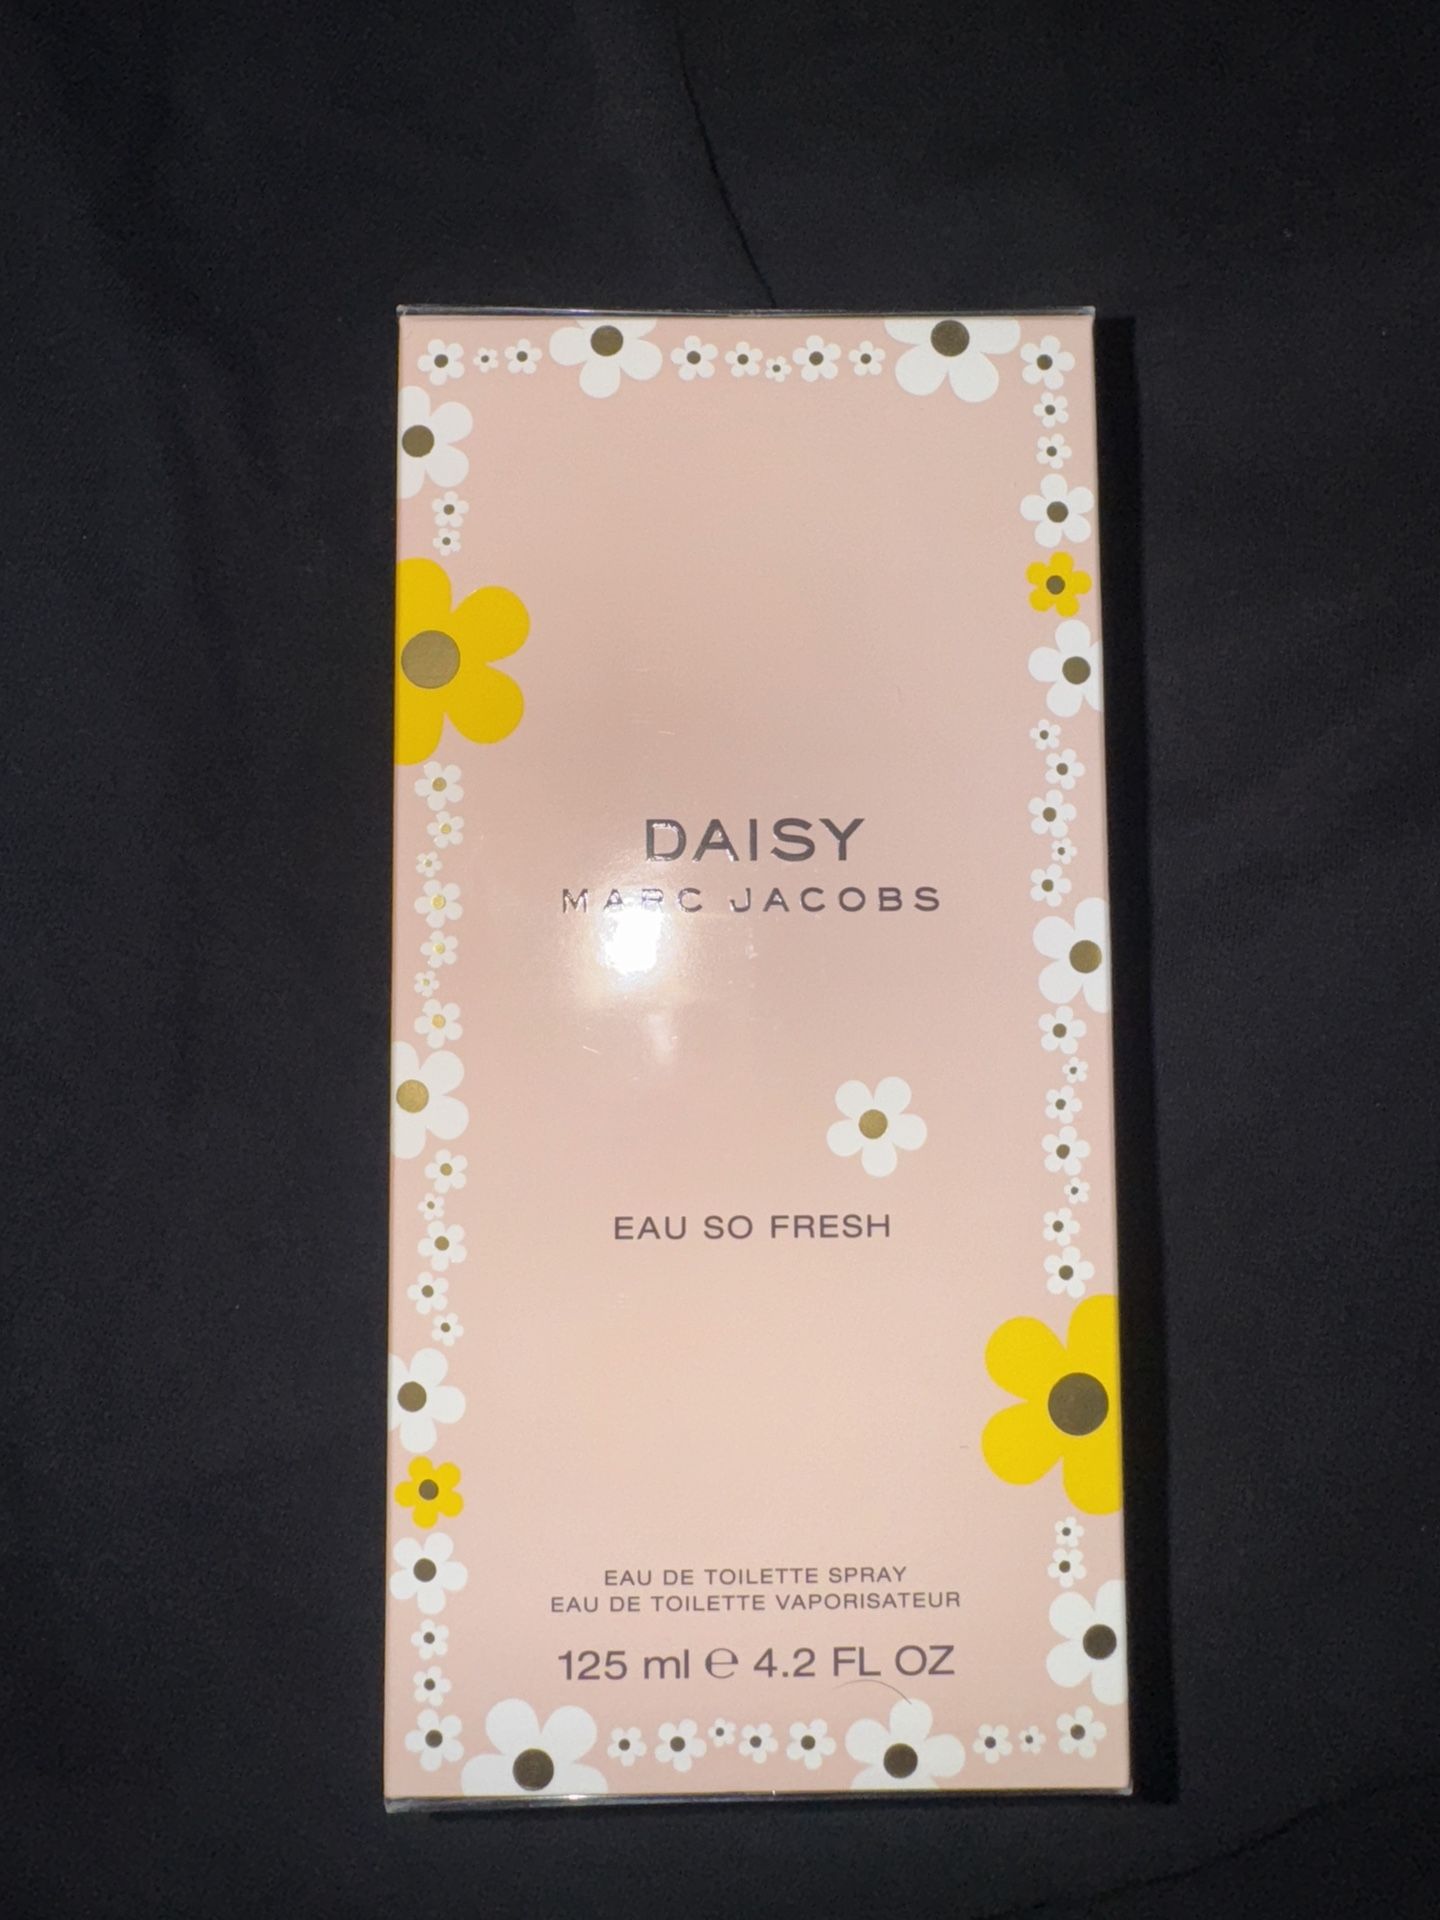 DAISY
MARC JACOBS
EAU SO FRESH
EAU DE TOILETTE SPRAY
EAU DE TOILETTE VAPORISATEUR
125 ml ℮ 4.2 FL OZ